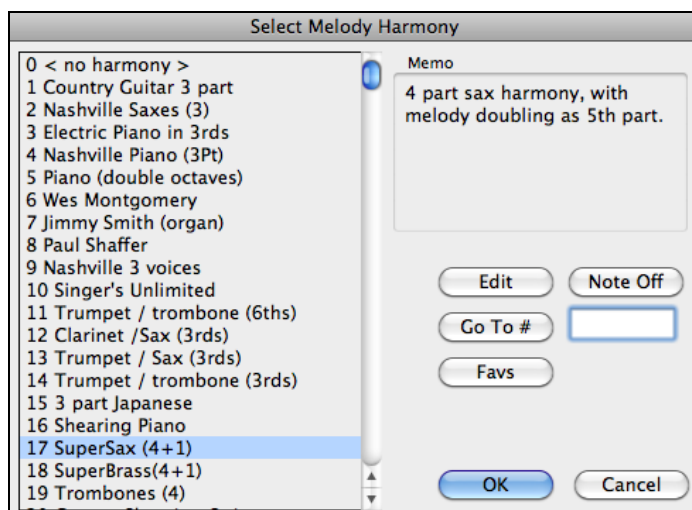 Select Melody Harmony
0 < no harmony >
1 Country Guitar 3 part
2 Nashville Saxes (3)
3 Electric Piano in 3rds
4 Nashville Piano (3Pt)
5 Piano (double octaves)
6 Wes Montgomery
7 Jimmy Smith (organ)
8 Paul Shaffer
9 Nashville 3 voices
10 Singer's Unlimited
11 Trumpet / trombone (6ths)
12 Clarinet /Sax (3rds)
13 Trumpet / Sax (3rds)
14 Trumpet / trombone (3rds)
15 3 part Japanese
16 Shearing Piano
17 SuperSax (4+1)
18 SuperBrass(4+1)
19 Trombones (4)
Memo
4 part sax harmony, with
melody doubling as 5th part.
Edit
Note Off
Go To #
Favs
OK
Cancel